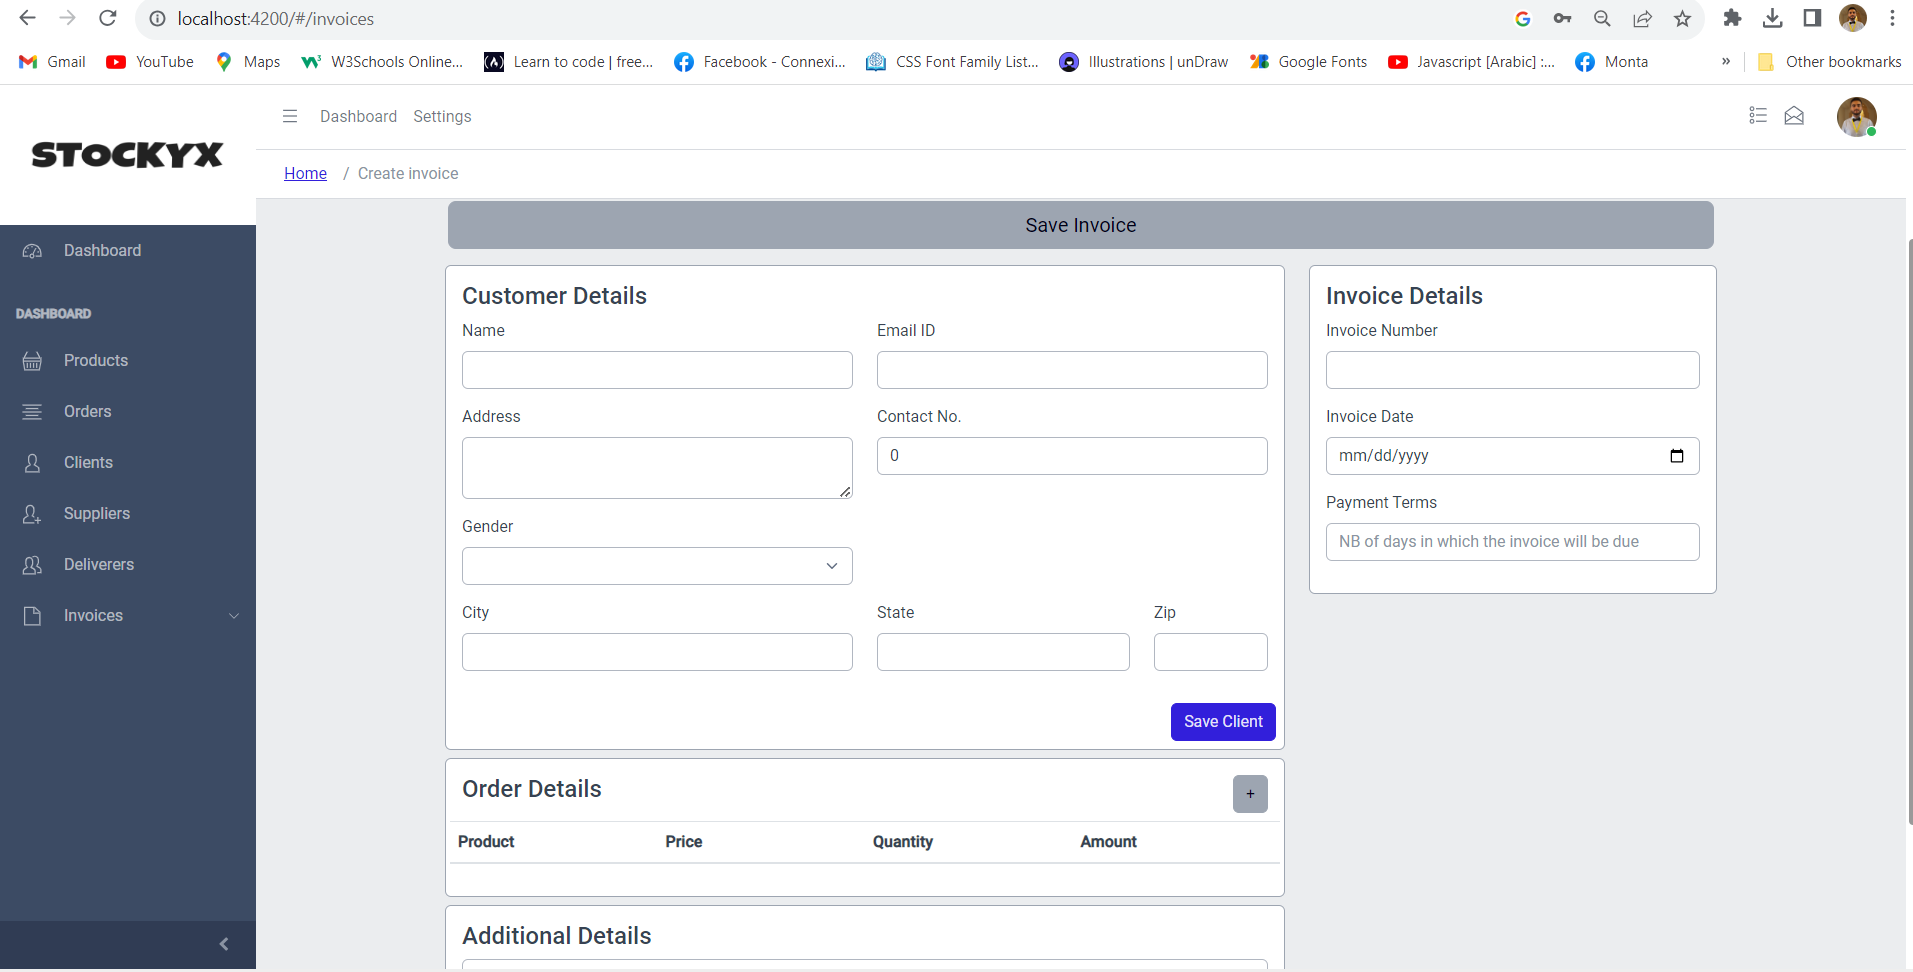 localhost:4200/#/invoices
Gmail YouTube Maps W3Schools Online... Learn to code | free... Facebook - Connexi... CSS Font Family List... Illustrations | unDraw Google Fonts Javascript [Arabic] :... Monta » Other bookmarks
STOCKYX
Dashboard Settings
Home / Create invoice
Dashboard
DASHBOARD
Products
Orders
Clients
Suppliers
Deliverers
Invoices
Save Invoice
Customer Details
Name Email ID
Address Contact No.
0
Gender
City State Zip
Save Client
Invoice Details
Invoice Number
Invoice Date
mm/dd/yyyy
Payment Terms
NB of days in which the invoice will be due
Order Details +
Product Price Quantity Amount
Additional Details